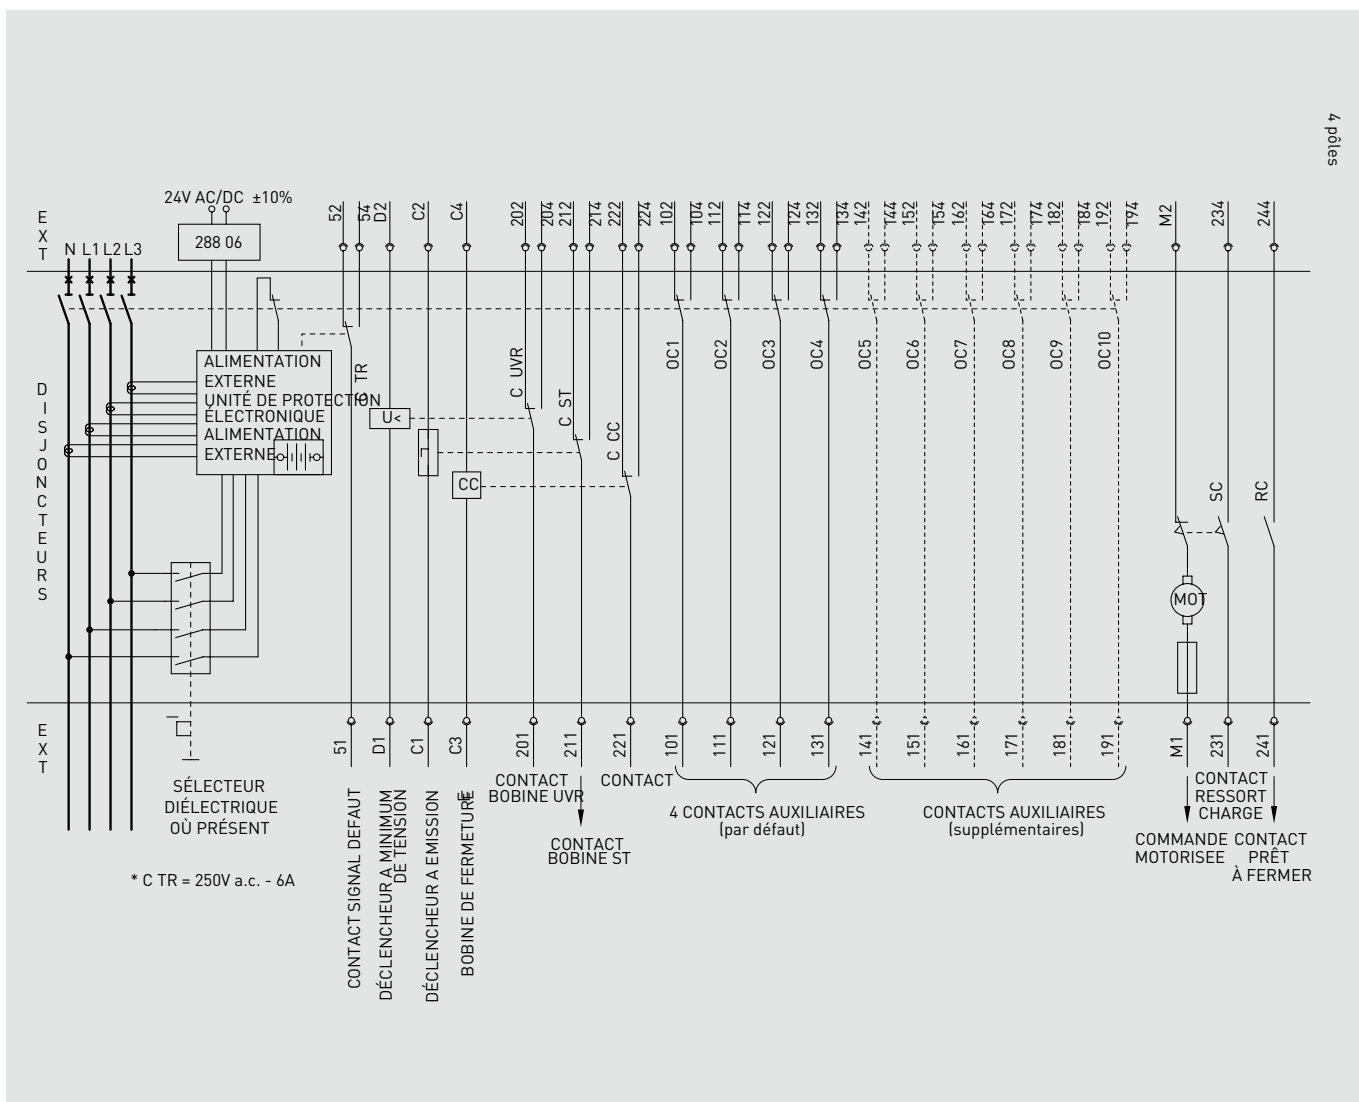 4 pôles
24V AC/DC ±10%
288 06
EXT
N L1 L2 L3
52 54 D2 C2 C4 202 204 212 214 222 224 102 104 112 114 122 124 132 134 142 144 152 154 162 164 172 174 182 184 192 194 M2 234 244
DISJONCTEURS
ALIMENTATION
EXTERNE
UNITÉ DE PROTECTION
ÉLECTRONIQUE
ALIMENTATION
EXTERNE
C TR
U<
CC
C UVR
C ST
C CC
OC1 OC2 OC3 OC4 OC5 OC6 OC7 OC8 OC9 OC10
SC
RC
MOT
EXT
51 D1 C1 C3 201 211 221 101 111 121 131 141 151 161 171 181 191 M1 231 241
SÉLECTEUR
DIÉLECTRIQUE
OÙ PRÉSENT
* C TR = 250V a.c. - 6A
CONTACT SIGNAL DEFAUT
DÉCLENCHEUR A MINIMUM
DE TENSION
DÉCLENCHEUR A EMISSION
BOBINE DE FERMETURE
CONTACT
BOBINE UVR
CONTACT
BOBINE ST
CONTACT
4 CONTACTS AUXILIAIRES
(par défaut)
CONTACTS AUXILIAIRES
(supplémentaires)
COMMANDE
MOTORISEE
CONTACT
RESSORT
CHARGE
CONTACT
PRÊT
À FERMER